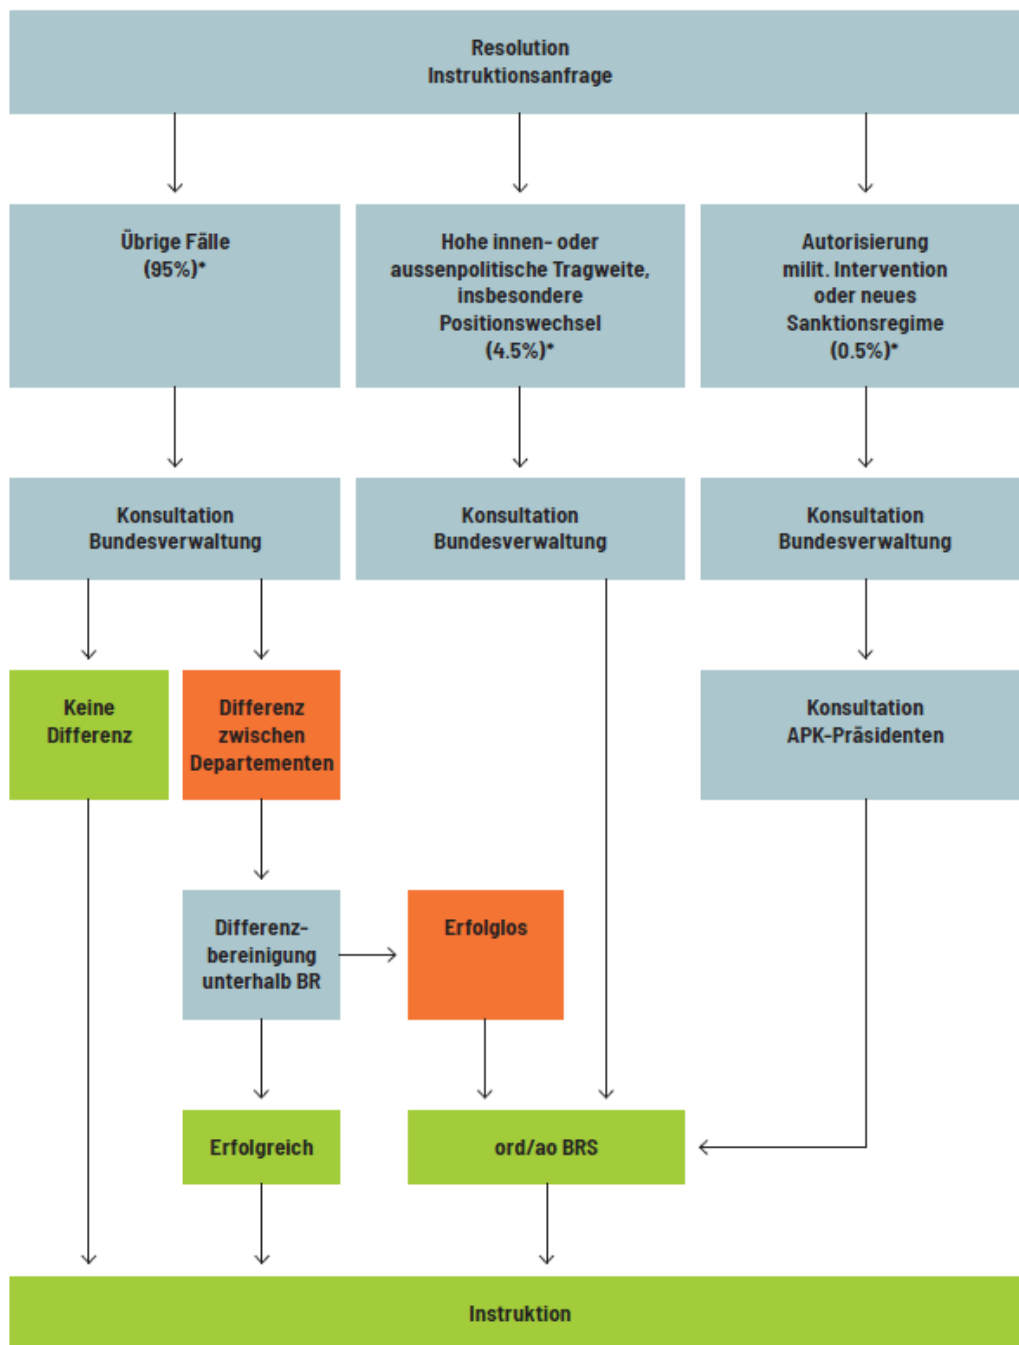 Resolution
Instruktionsanfrage
Übrige Fälle
(95%)*
Hohe innen- oder
aussenpolitische Tragweite,
insbesondere
Positionswechsel
(4.5%)*
Autorisierung
milit. Intervention
oder neues
Sanktionsregime
(0.5%)*
Konsultation
Bundesverwaltung
Konsultation
Bundesverwaltung
Konsultation
Bundesverwaltung
Keine
Differenz
Differenz
zwischen
Departementen
Konsultation
APK-Präsidenten
Differenz-
bereinigung
unterhalb BR
Erfolglos
Erfolgreich
ord/ao BRS
Instruktion